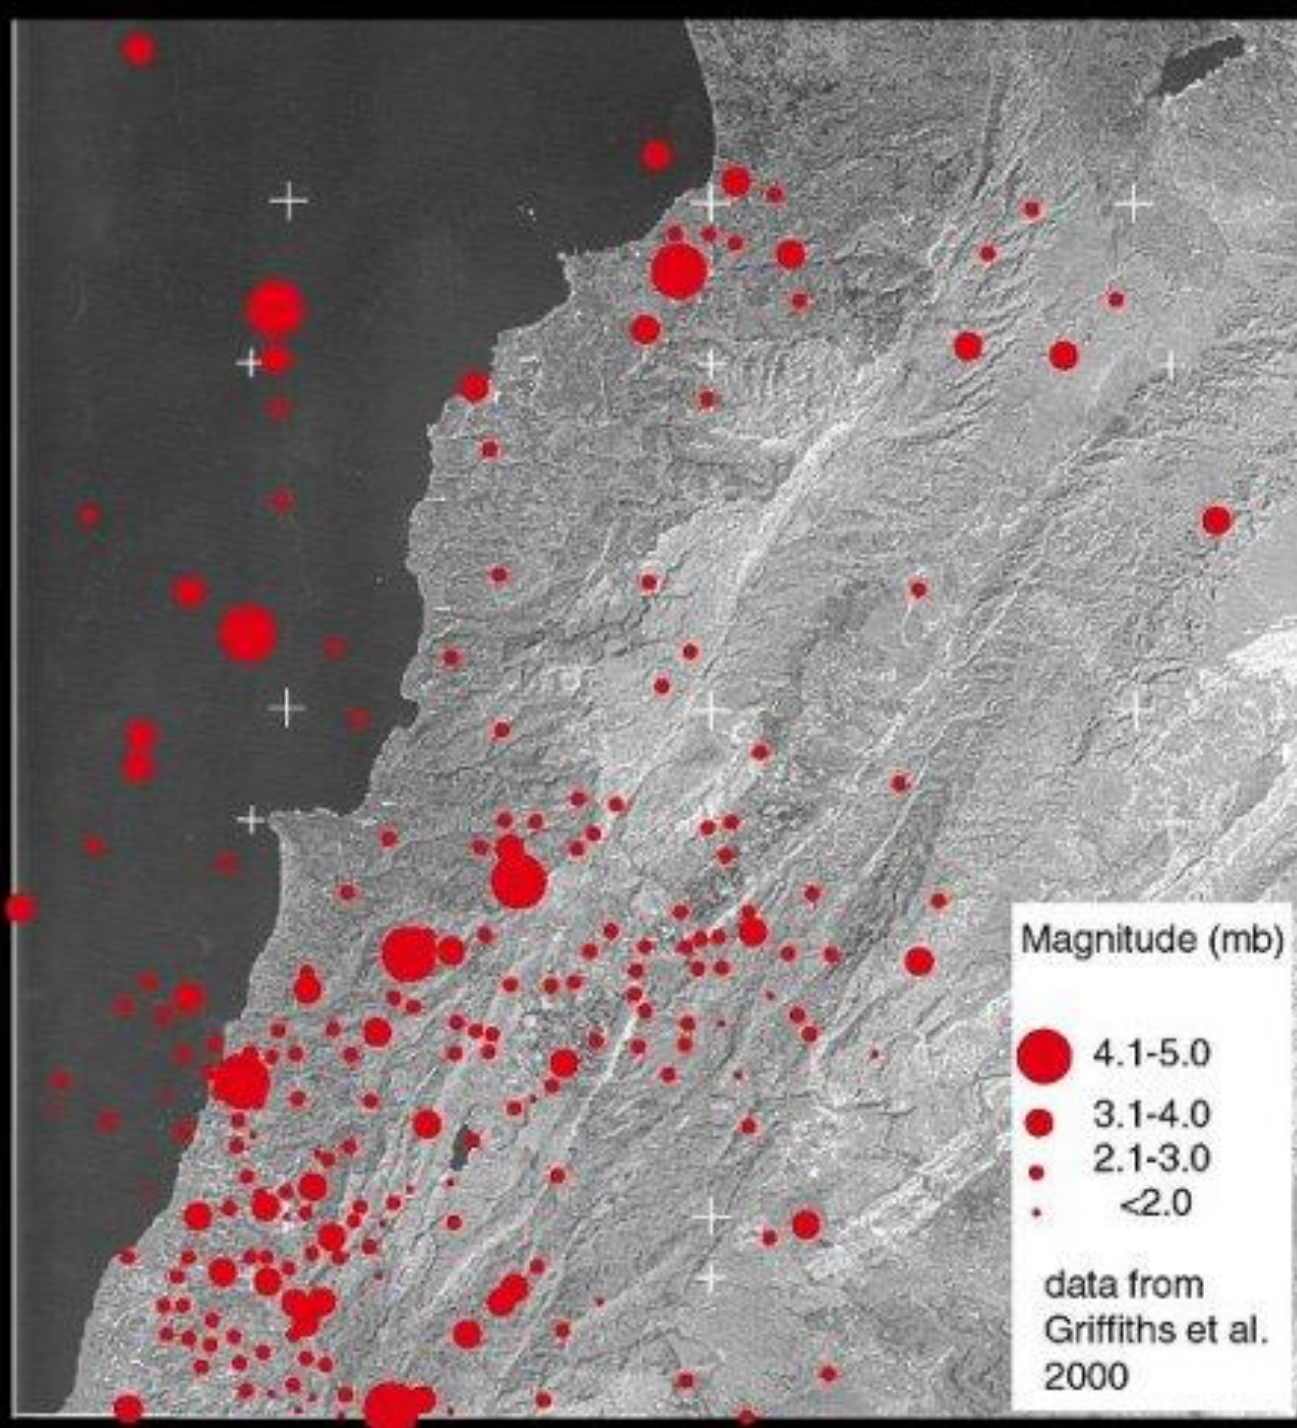 Magnitude (mb)
4.1-5.0
3.1-4.0
2.1-3.0
<2.0
data from
Griffiths et al.
2000